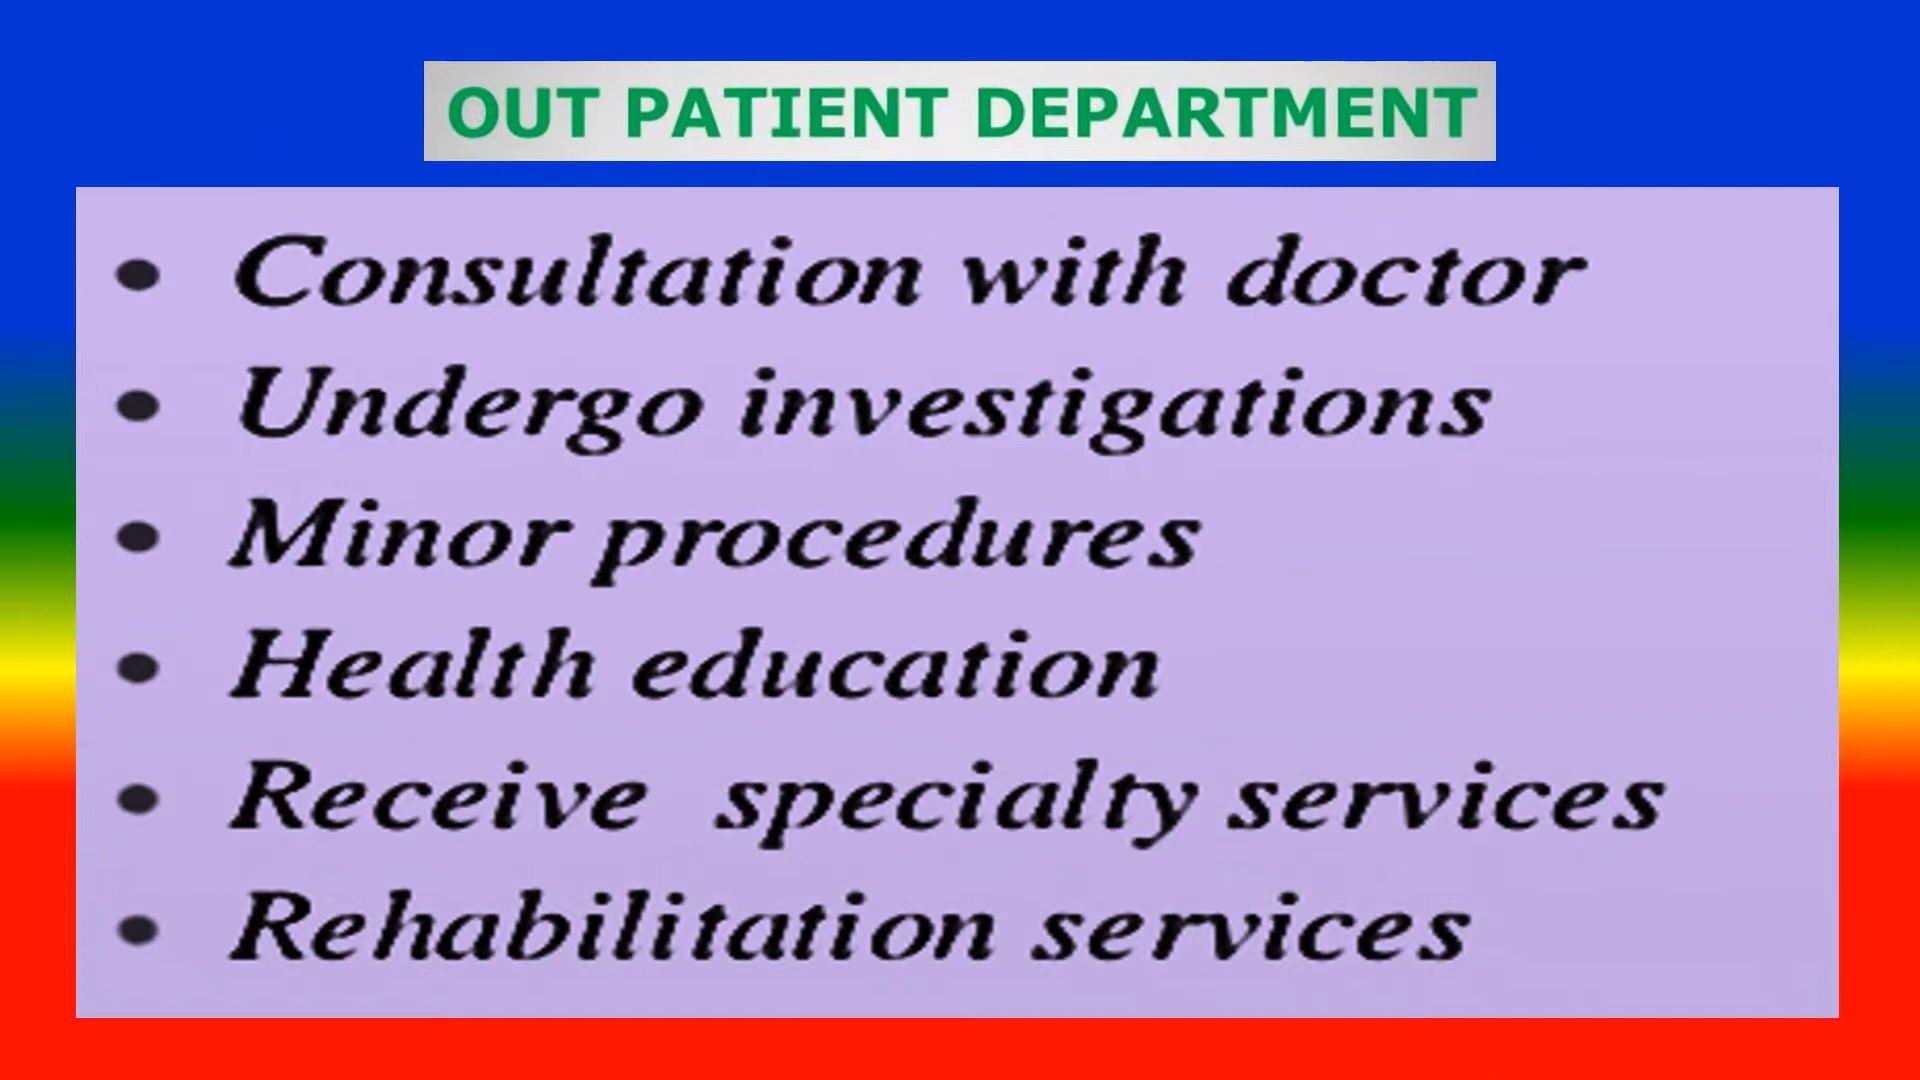 OUT PATIENT DEPARTMENT
• Consultation with doctor
• Undergo investigations
• Minor procedures
• Health education
• Receive specialty services
• Rehabilitation services